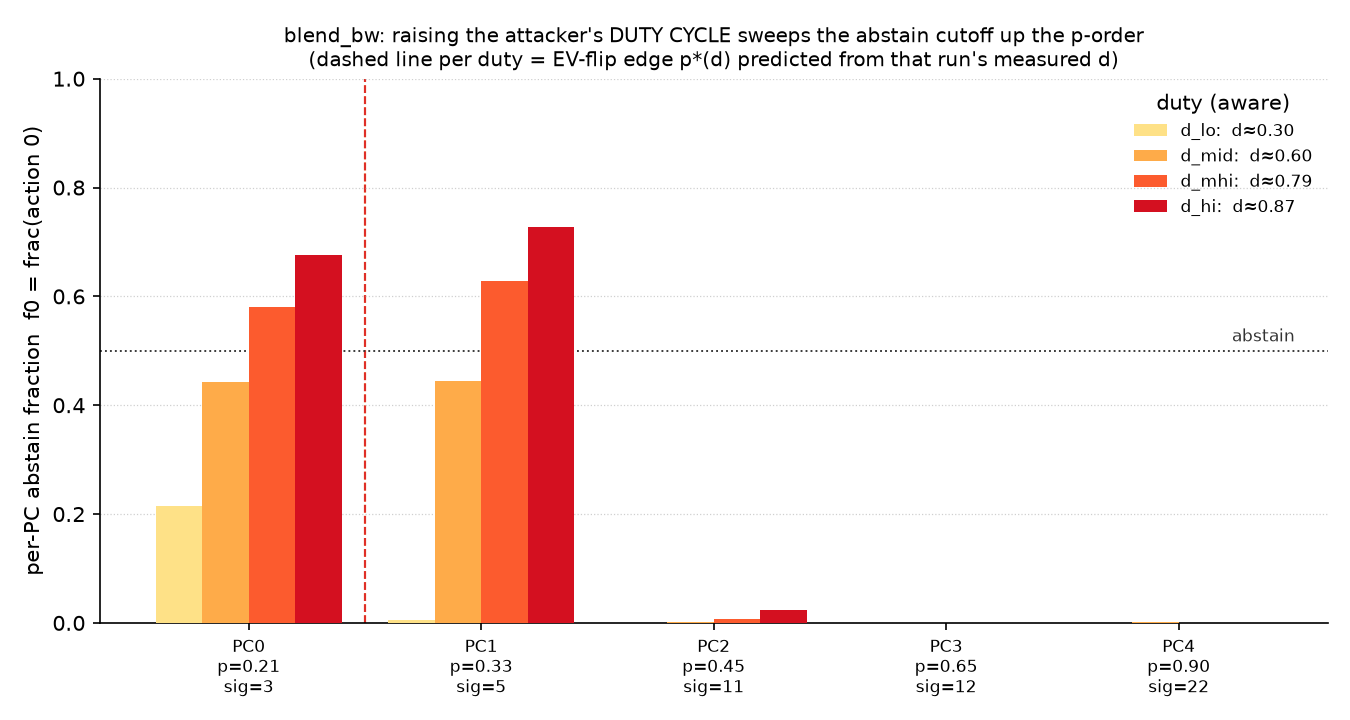 blend_bw: raising the attacker's DUTY CYCLE sweeps the abstain cutoff up the p-order
(dashed line per duty = EV-flip edge p*(d) predicted from that run's measured d)
per-PC abstain fraction  f0 = frac(action 0)
1.0
0.8
0.6
0.4
0.2
0.0
duty (aware)
d_lo:  d≈0.30
d_mid:  d≈0.60
d_mhi:  d≈0.79
d_hi:  d≈0.87
abstain
PC0
p=0.21
sig=3
PC1
p=0.33
sig=5
PC2
p=0.45
sig=11
PC3
p=0.65
sig=12
PC4
p=0.90
sig=22